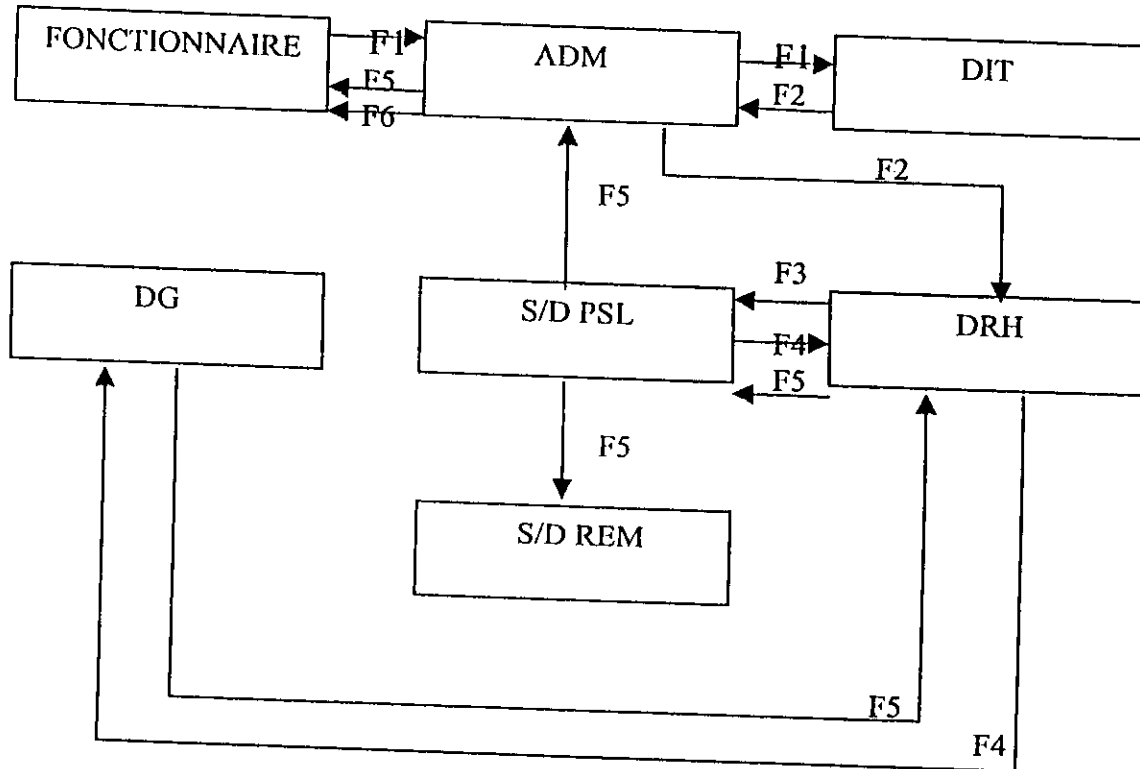 FONCTIONNAIRE
F1
ADM
F1
DIT
F5
F2
F6
F2
F5
DG
S/D PSL
F3
DRH
F4
F5
F5
S/D REM
F5
F4